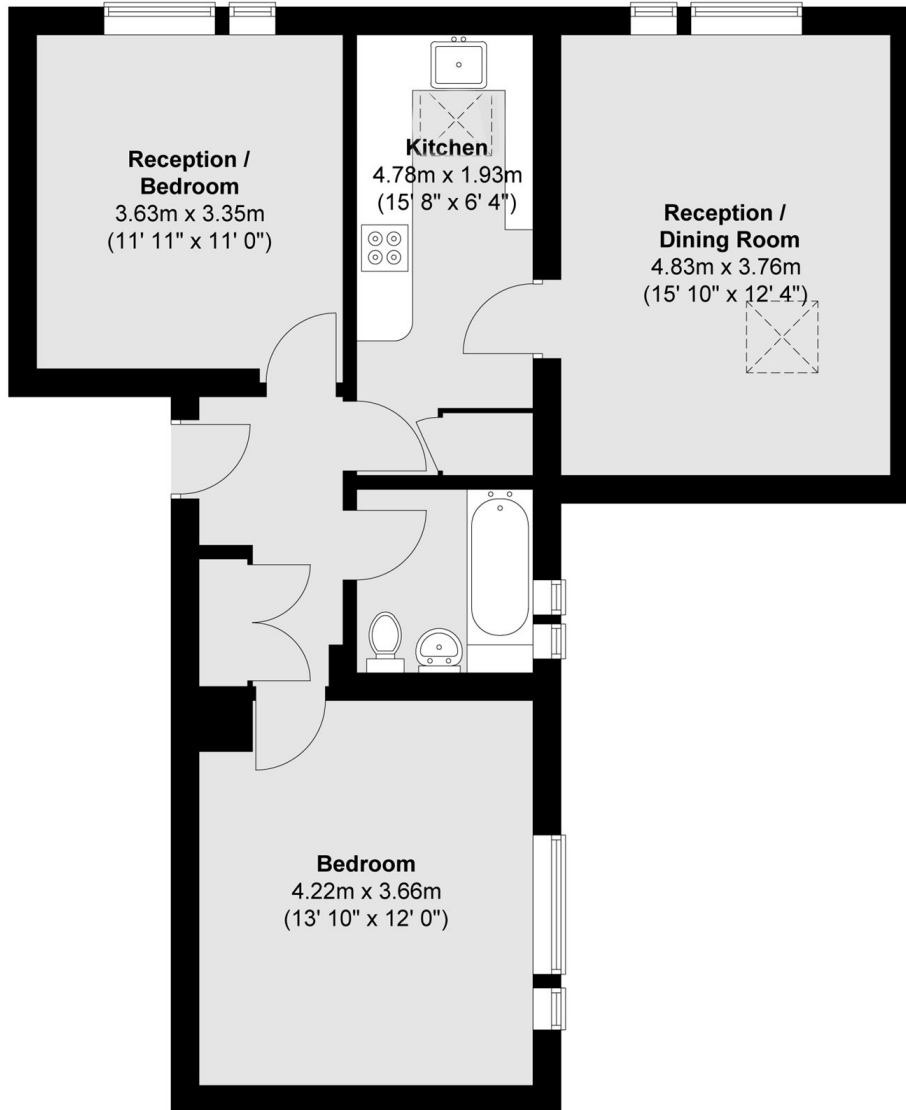 Reception /
Bedroom
3.63m x 3.35m
(11' 11" x 11' 0")
Kitchen
4.78m x 1.93m
(15' 8" x 6' 4")
Reception /
Dining Room
4.83m x 3.76m
(15' 10" x 12' 4")
Bedroom
4.22m x 3.66m
(13' 10" x 12' 0")